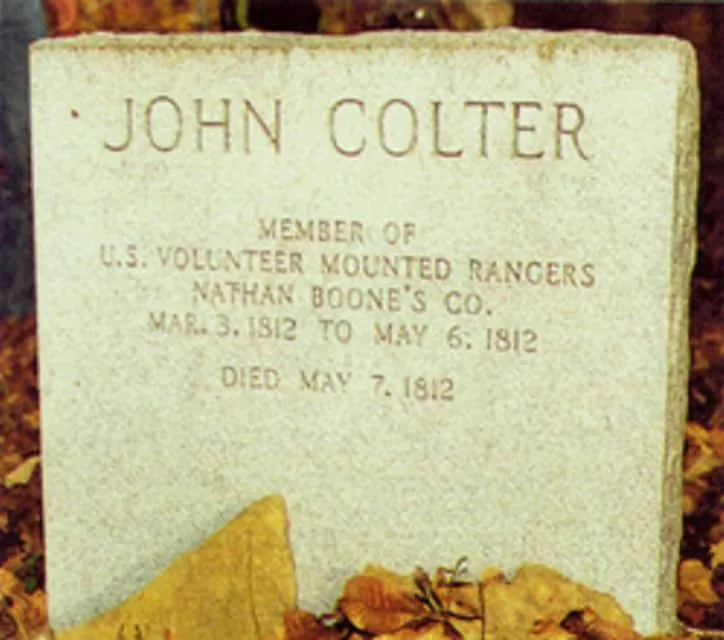 JOHN COLTER
MEMBER OF
U.S. VOLUNTEER MOUNTED RANGERS
NATHAN BOONE'S CO.
MAR. 3. 1812 TO MAY 6. 1812
DIED MAY 7. 1812